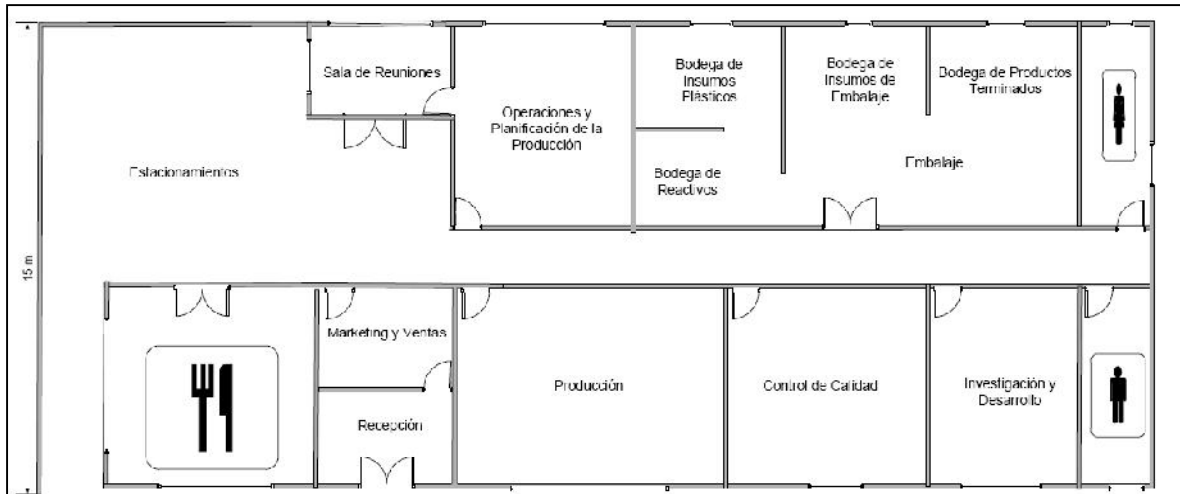 Sala de Reuniones
Operaciones y
Planificación de la
Producción
Bodega de
Insumos
Plásticos
Bodega de
Insumos de
Embalaje
Bodega de Productos
Terminados
Estacionamientos
Bodega de
Reactivos
Embalaje
15 m
Marketing y Ventas
Recepción
Producción
Control de Calidad
Investigación y
Desarrollo